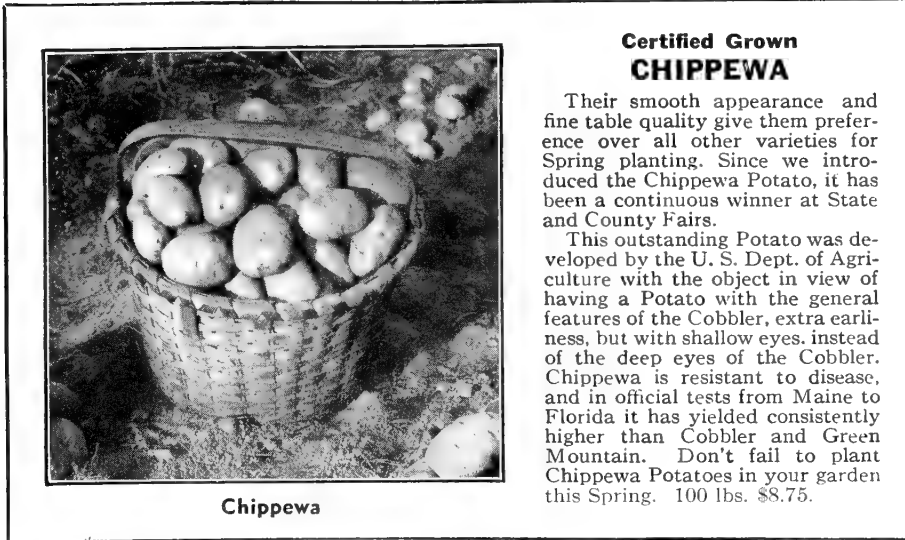 Certified Grown
CHIPPEWA
Their smooth appearance and
fine table quality give them prefer-
ence over all other varieties for
Spring planting. Since we intro-
duced the Chippewa Potato, it has
been a continuous winner at State
and County Fairs.
This outstanding Potato was de-
veloped by the U. S. Dept. of Agri-
culture with the object in view of
having a Potato with the general
features of the Cobbler, extra earli-
ness, but with shallow eyes. instead
of the deep eyes of the Cobbler.
Chippewa is resistant to disease,
and in official tests from Maine to
Florida it has yielded consistently
higher than Cobbler and Green
Mountain. Don't fail to plant
Chippewa Potatoes in your garden
this Spring. 100 lbs. $8.75.
Chippewa